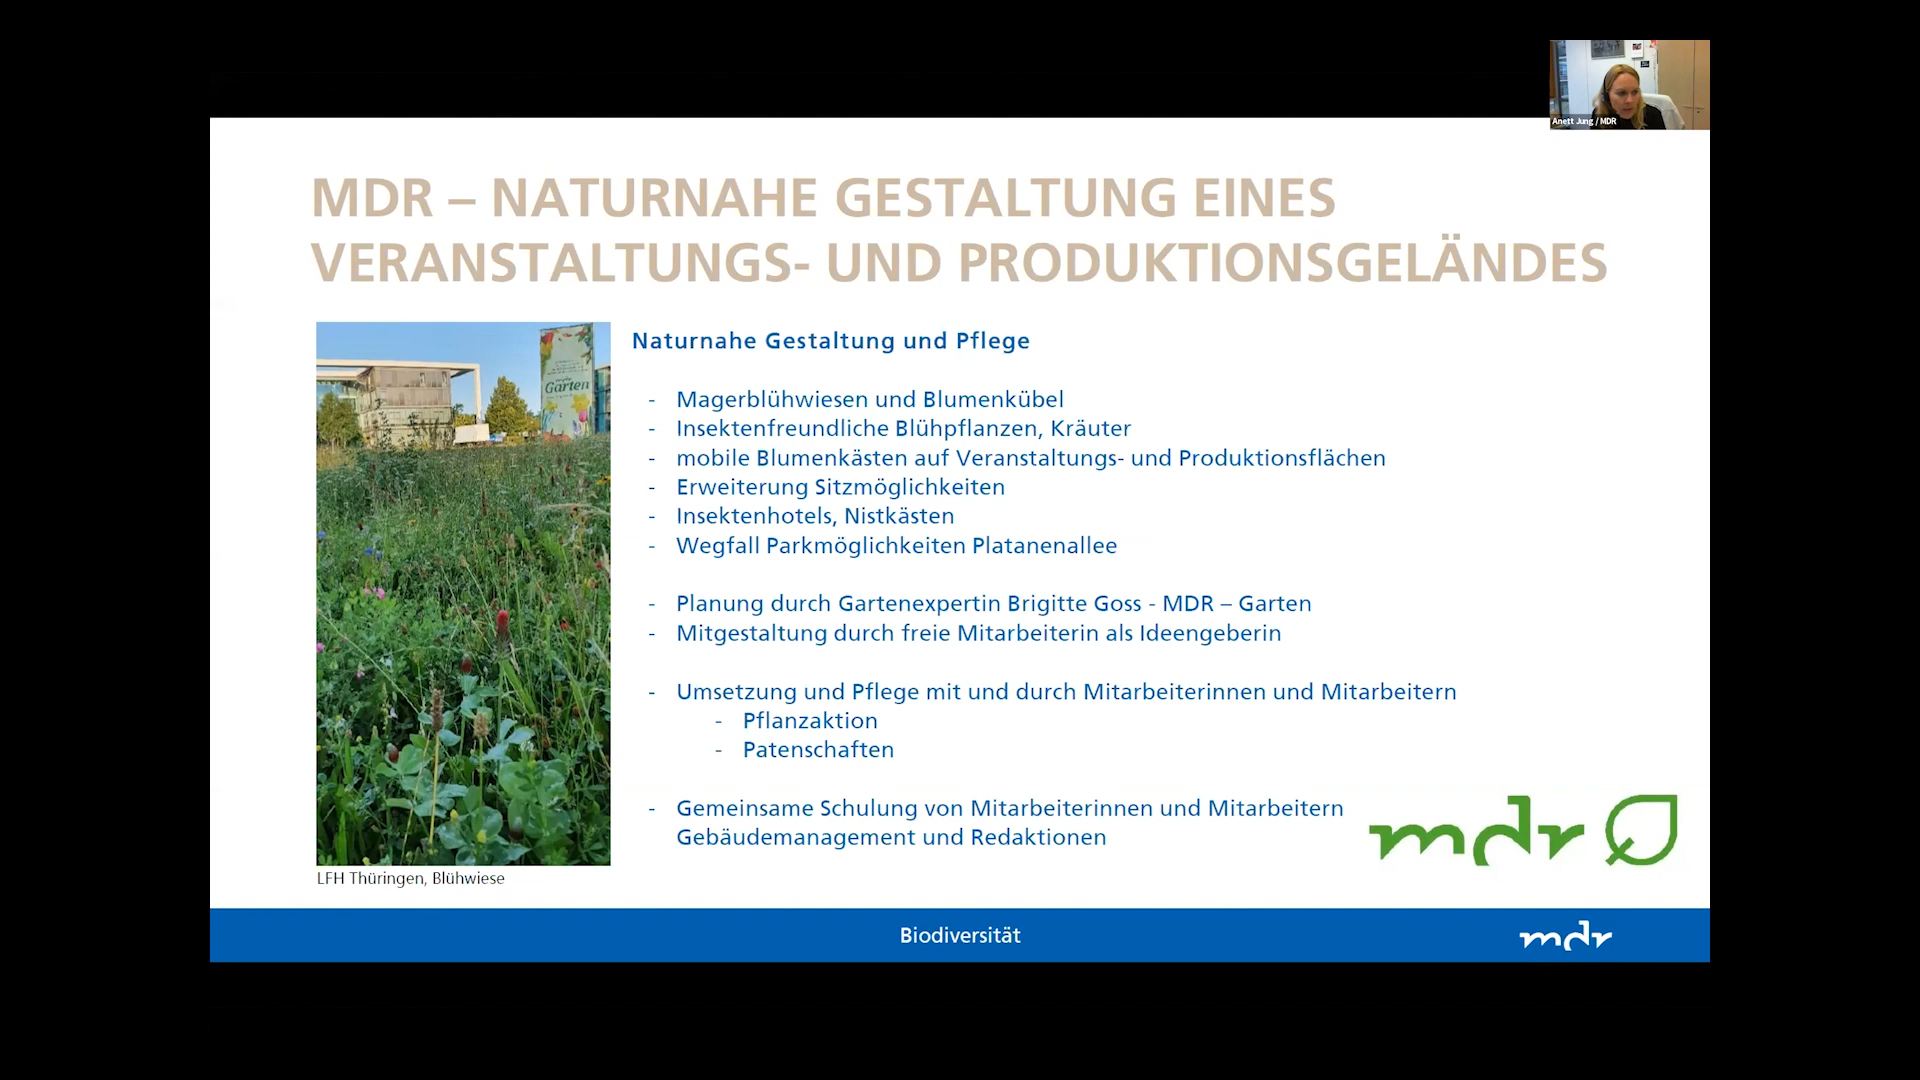 Anett Jung / MDR
MDR – NATURNAHE GESTALTUNG EINES
VERANSTALTUNGS- UND PRODUKTIONSGELÄNDES
Garten
LFH Thüringen, Blühwiese
Naturnahe Gestaltung und Pflege
- Magerblühwiesen und Blumenkübel
- Insektenfreundliche Blühpflanzen, Kräuter
- mobile Blumenkästen auf Veranstaltungs- und Produktionsflächen
- Erweiterung Sitzmöglichkeiten
- Insektenhotels, Nistkästen
- Wegfall Parkmöglichkeiten Platanenallee
- Planung durch Gartenexpertin Brigitte Goss - MDR – Garten
- Mitgestaltung durch freie Mitarbeiterin als Ideengeberin
- Umsetzung und Pflege mit und durch Mitarbeiterinnen und Mitarbeitern
- Pflanzaktion
- Patenschaften
- Gemeinsame Schulung von Mitarbeiterinnen und Mitarbeitern
Gebäudemanagement und Redaktionen
mdr
Biodiversität
mdr